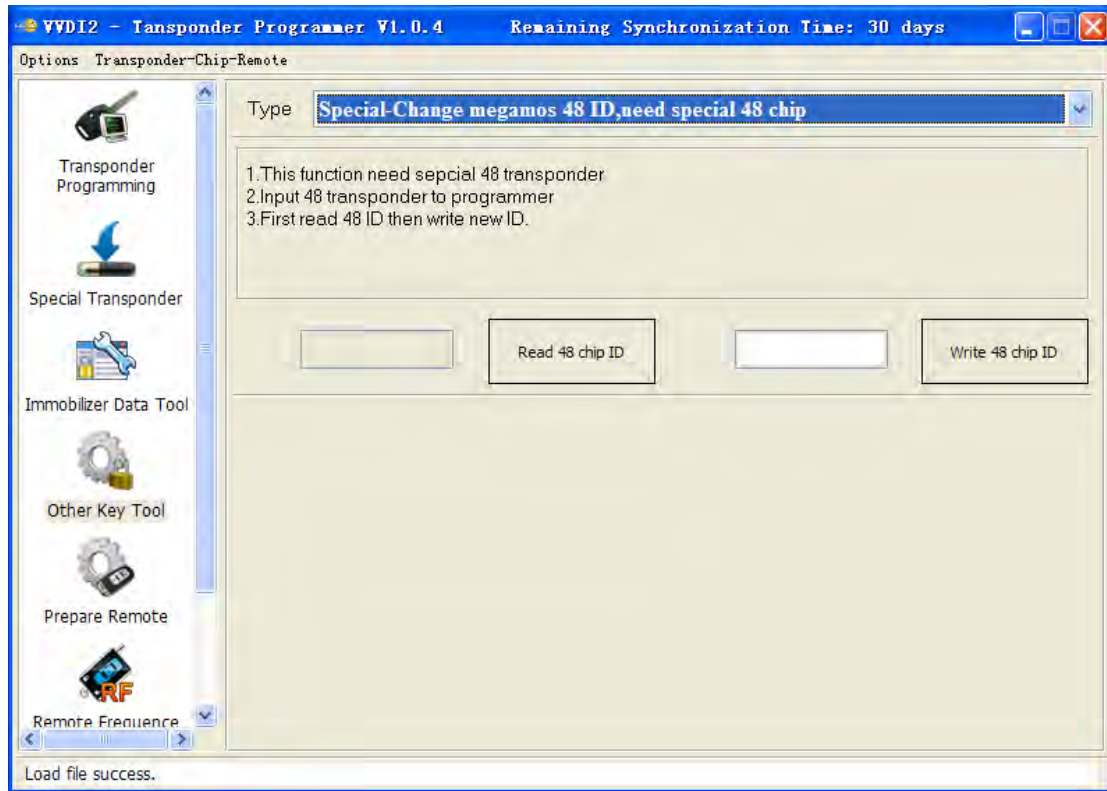 VVDI2 - Tansponder Programmer V1.0.4 Remaining Synchronization Time: 30 days
Options Transponder-Chip-Remote
Transponder
Programming
Special Transponder
Immobilizer Data Tool
Other Key Tool
Prepare Remote
RF
Remote Frequence
Type Special-Change megamos 48 ID,need special 48 chip
1.This function need sepcial 48 transponder
2.Input 48 transponder to programmer
3.First read 48 ID then write new ID.
Read 48 chip ID
Write 48 chip ID
Load file success.